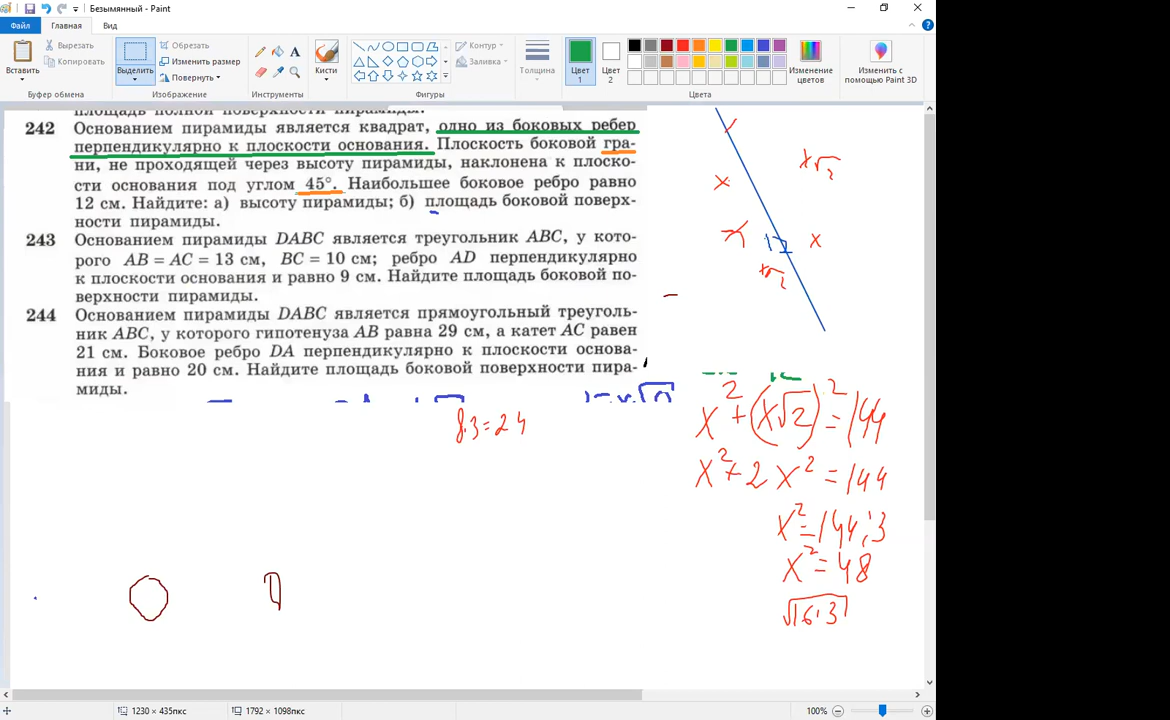 Безымянный - Paint
Файл
Главная
Вид
Вставить
Вырезать
Копировать
Буфер обмена
Выделить
Обрезать
Изменить размер
Повернуть
Изображение
A
Инструменты
Кисти
Контур
Заливка
Фигуры
Толщина
Цвет 1
Цвет 2
Изменение цветов
Цвета
Изменить с помощью Paint 3D
площадь полной поверхности пирамиды.
242 Основанием пирамиды является квадрат, одно из боковых ребер
перпендикулярно к плоскости основания. Плоскость боковой гра-
ни, не проходящей через высоту пирамиды, наклонена к плоско-
сти основания под углом 45°. Наибольшее боковое ребро равно
12 см. Найдите: а) высоту пирамиды; б) площадь боковой поверх-
ности пирамиды.
243 Основанием пирамиды DABC является треугольник ABC, у кото-
рого AB = AC = 13 см, BC = 10 см; ребро AD перпендикулярно
к плоскости основания и равно 9 см. Найдите площадь боковой по-
верхности пирамиды.
244 Основанием пирамиды DABC является прямоугольный треуголь-
ник ABC, у которого гипотенуза AB равна 29 см, а катет AC равен
21 см. Боковое ребро DA перпендикулярно к плоскости основа-
ния и равно 20 см. Найдите площадь боковой поверхности пира-
миды.
x√2
x
x
x√2
8·3=24
x²+(x√2)²=144
x²+2x²=144
x²=144:3
x²=48
√16·3
1230 × 435пкс
1792 × 1098пкс
100%